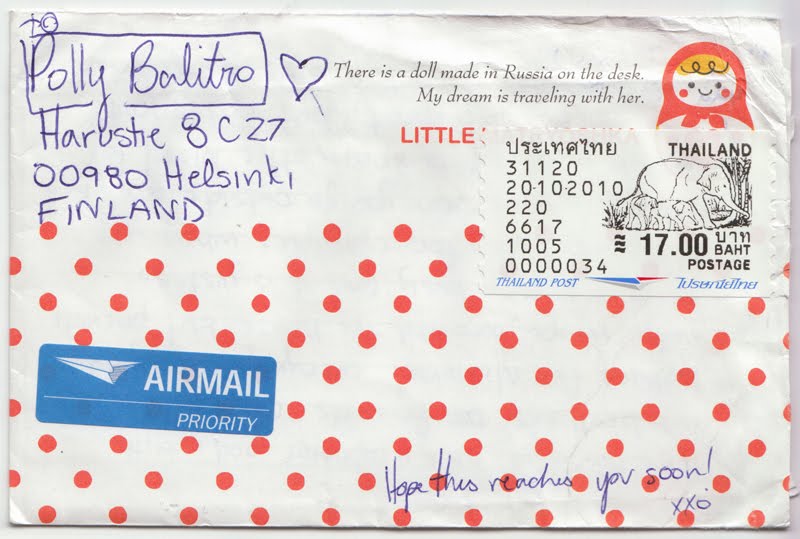 To
Polly Balitro
Harustie 8 C 27
00980 Helsinki
FINLAND
There is a doll made in Russia on the desk.
My dream is traveling with her.
LITTLE
ประเทศไทย THAILAND
31120
20·10·2010
220
6617
1005
0000034
17.00 บาท BAHT
POSTAGE
THAILAND POST ไปรษณีย์ไทย
AIRMAIL
PRIORITY
Hope this reaches you soon!
xxo